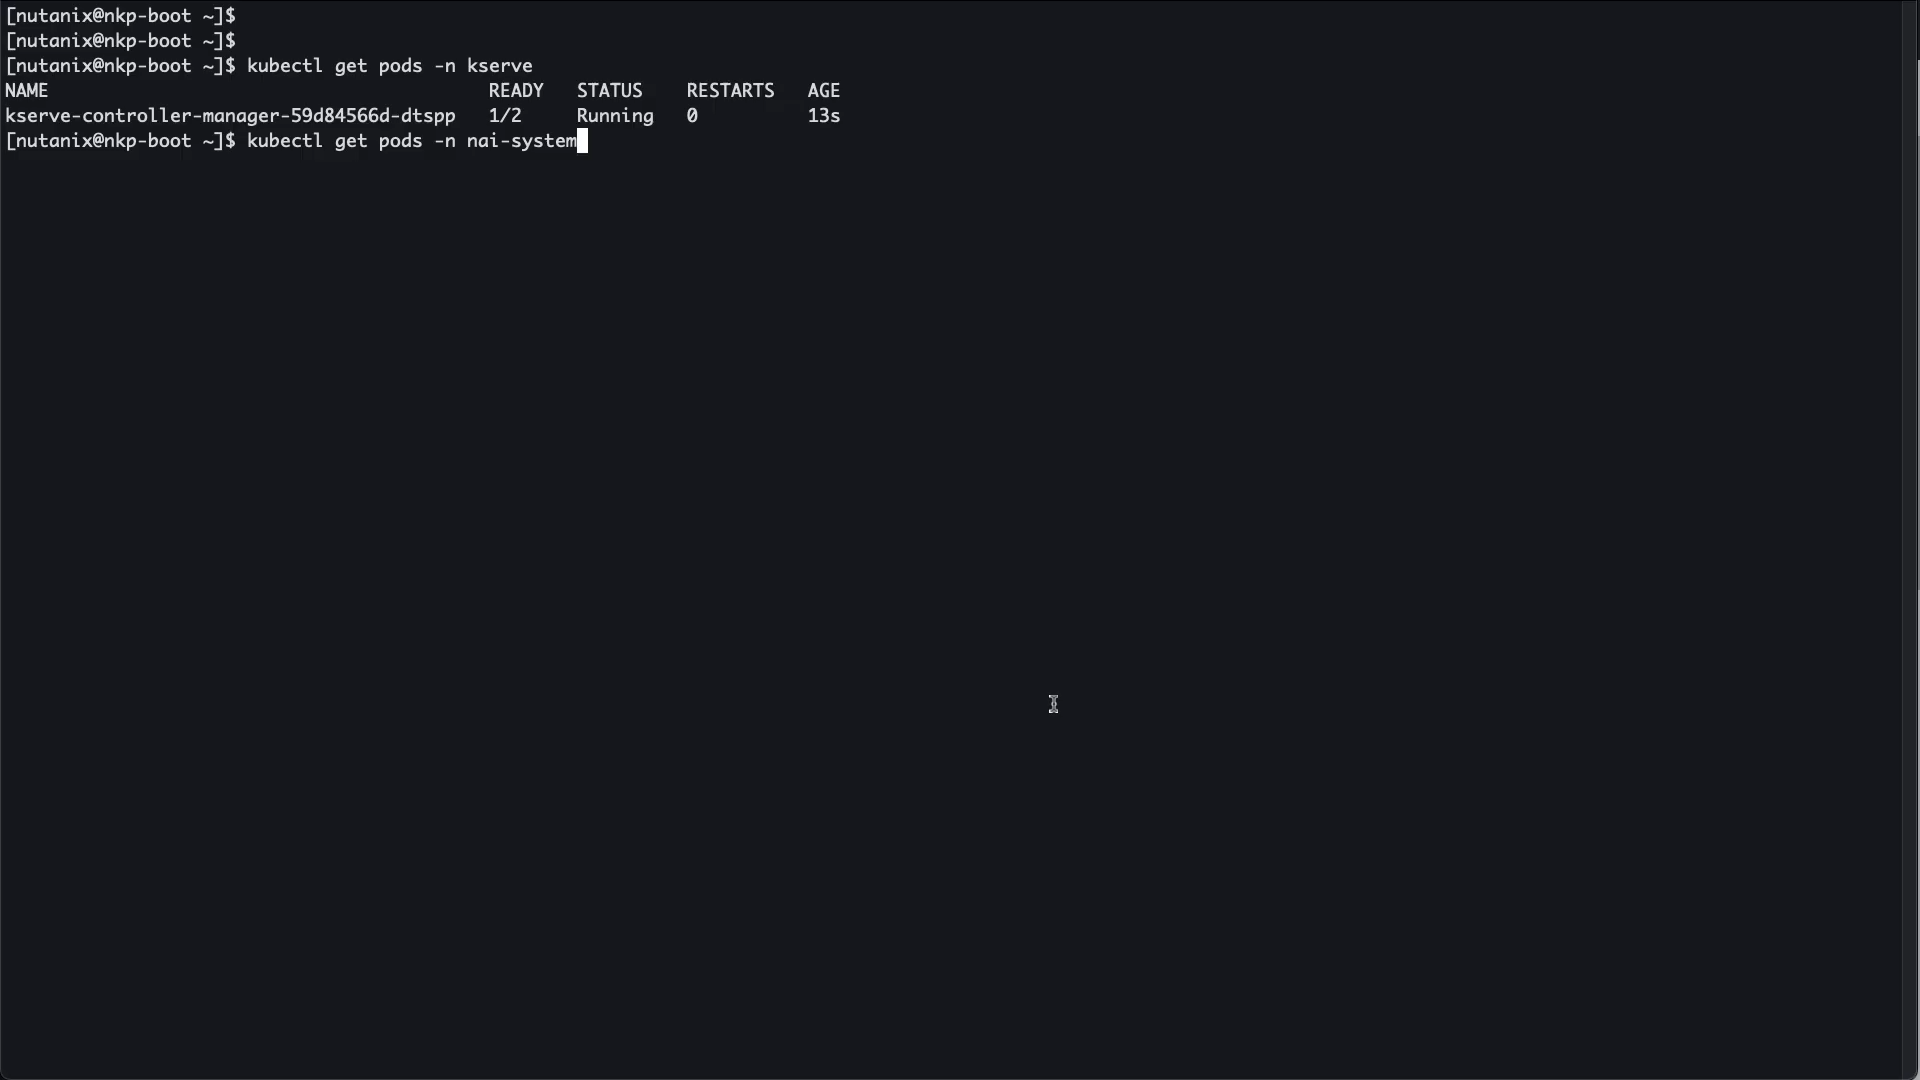 [nutanix@nkp-boot ~]$
[nutanix@nkp-boot ~]$
[nutanix@nkp-boot ~]$ kubectl get pods -n kserve
NAME                                        READY   STATUS    RESTARTS   AGE
kserve-controller-manager-59d84566d-dtspp   1/2     Running   0          13s
[nutanix@nkp-boot ~]$ kubectl get pods -n nai-system